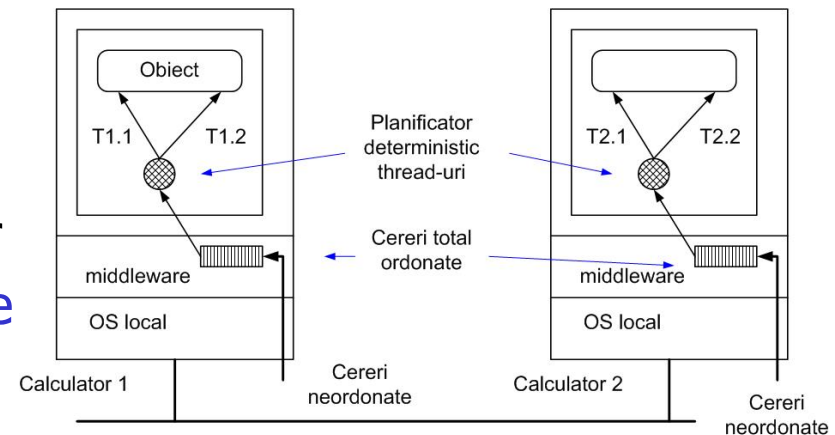 Obiect
T1.1
T1.2
Planificator
determinist
thread-uri
T2.1
T2.2
Cereri total
ordonate
middleware
middleware
OS local
OS local
Calculator 1
Cereri
neordonate
Calculator 2
Cereri
neordonate
e